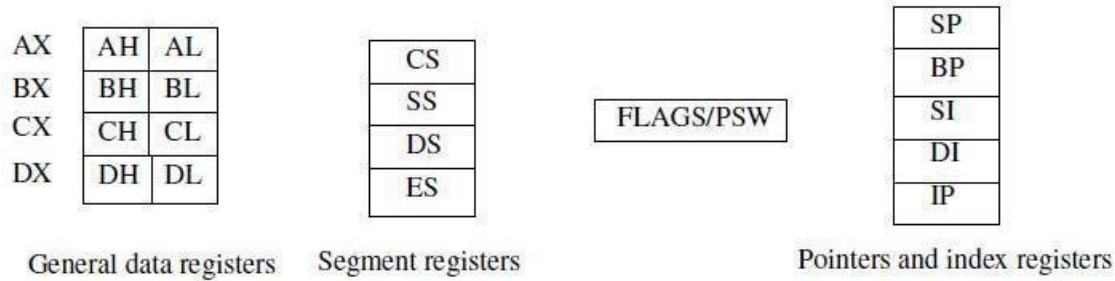 AX AH AL
BX BH BL
CX CH CL
DX DH DL
General data registers
CS
SS
DS
ES
Segment registers
FLAGS/PSW
SP
BP
SI
DI
IP
Pointers and index registers